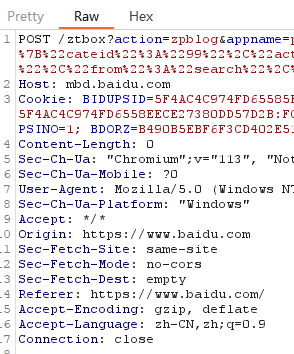 Pretty Raw Hex
1 POST /ztbox?action=zpblog&appname=
%7B%22cateid%22%3A%2299%22%2C%22act
%22%2C%22from%22%3A%22search%22%2C%
2 Host: mbd.baidu.com
3 Cookie: BIDUPSID=5F4AC4C974FD65585
5F4AC4C974FD6558EECE27380DD57D2B:F
PSINO=1; BDORZ=B490B5EBF6F3CD402E51
4 Content-Length: 0
5 Sec-Ch-Ua: "Chromium";v="113", "Not
6 Sec-Ch-Ua-Mobile: ?0
7 User-Agent: Mozilla/5.0 (Windows NT
8 Sec-Ch-Ua-Platform: "Windows"
9 Accept: */*
10 Origin: https://www.baidu.com
11 Sec-Fetch-Site: same-site
12 Sec-Fetch-Mode: no-cors
13 Sec-Fetch-Dest: empty
14 Referer: https://www.baidu.com/
15 Accept-Encoding: gzip, deflate
16 Accept-Language: zh-CN,zh;q=0.9
17 Connection: close